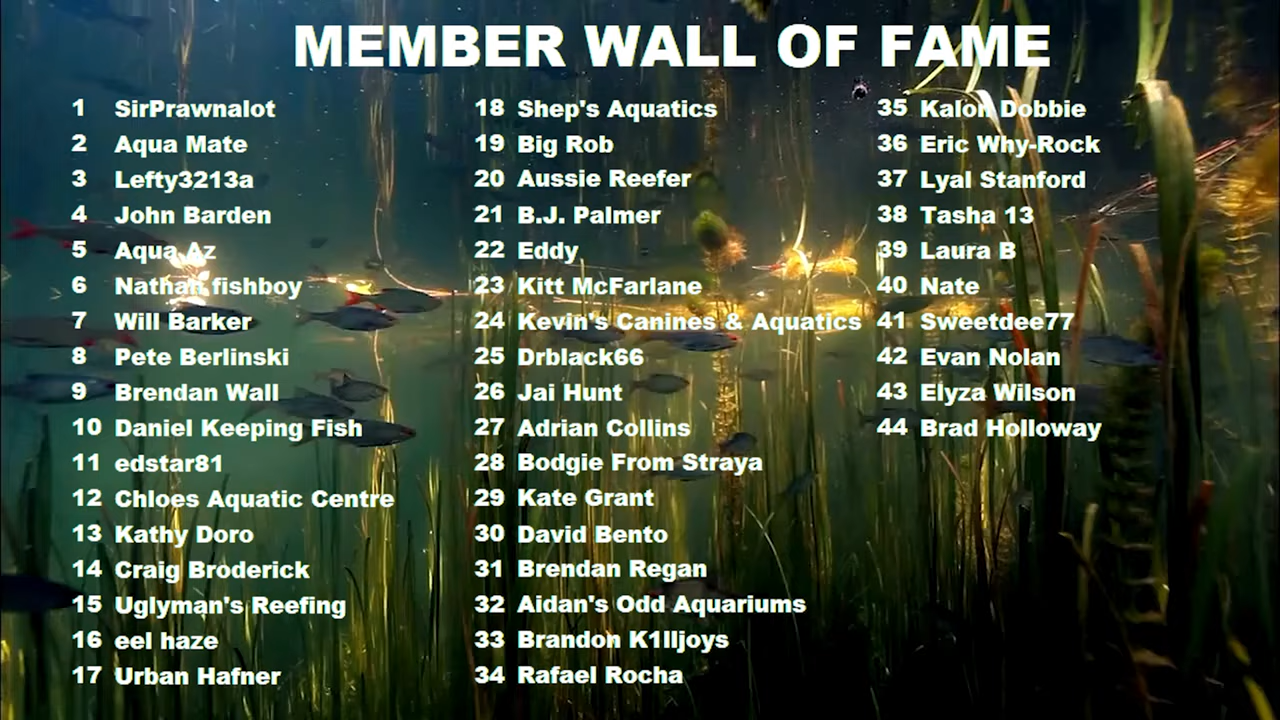 MEMBER WALL OF FAME
1 SirPrawnalot
2 Aqua Mate
3 Lefty3213a
4 John Barden
5 Aqua Az
6 Nathan fishboy
7 Will Barker
8 Pete Berlinski
9 Brendan Wall
10 Daniel Keeping Fish
11 edstar81
12 Chloes Aquatic Centre
13 Kathy Doro
14 Craig Broderick
15 Uglyman's Reefing
16 eel haze
17 Urban Hafner
18 Shep's Aquatics
19 Big Rob
20 Aussie Reefer
21 B.J. Palmer
22 Eddy
23 Kitt McFarlane
24 Kevin's Canines & Aquatics
25 Drblack66
26 Jai Hunt
27 Adrian Collins
28 Bodgie From Straya
29 Kate Grant
30 David Bento
31 Brendan Regan
32 Aidan's Odd Aquariums
33 Brandon K1lljoys
34 Rafael Rocha
35 Kalon Dobbie
36 Eric Why-Rock
37 Lyal Stanford
38 Tasha 13
39 Laura B
40 Nate
41 Sweetdee77
42 Evan Nolan
43 Elyza Wilson
44 Brad Holloway